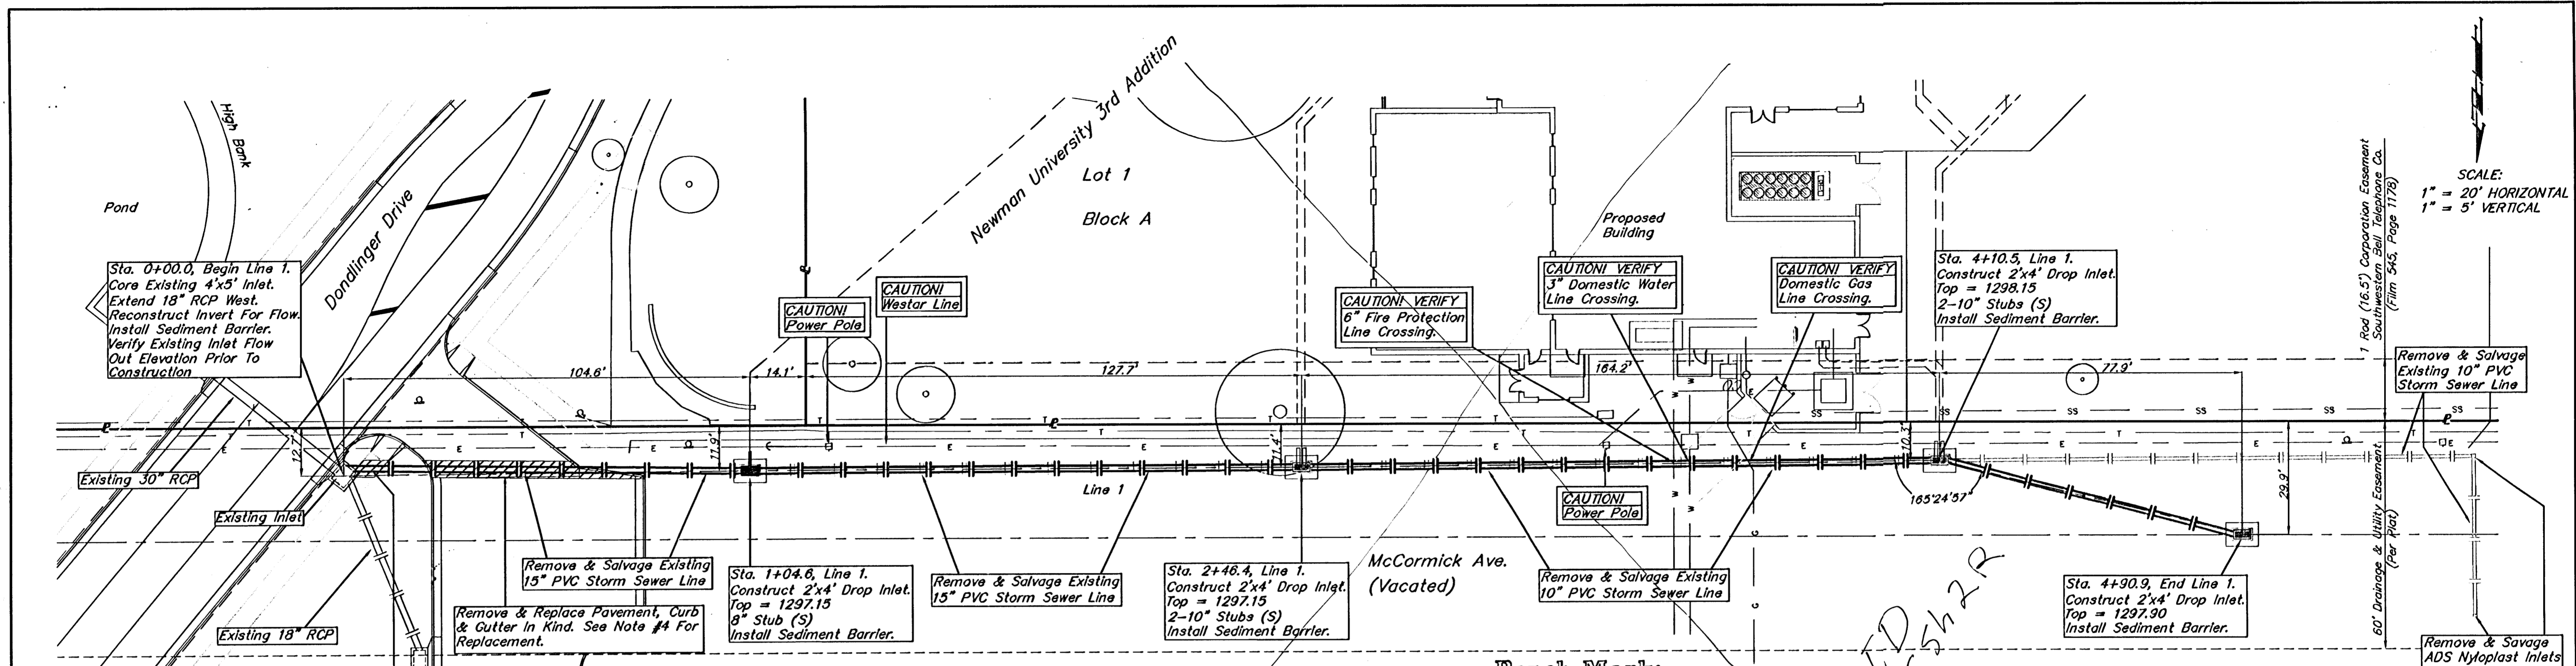 High Bank
Pond
Dondlinger Drive
Newman University 3rd Addition
Lot 1
Block A
Proposed
Building
1 Rod (16.5') Corporation Easement
Southwestern Bell Telephone Co.
(Film 545, Page 1178)
SCALE:
1" = 20' HORIZONTAL
1" = 5' VERTICAL
Sta. 0+00.0, Begin Line 1.
Core Existing 4'x5' Inlet.
Extend 18" RCP West.
Reconstruct Invert For Flow.
Install Sediment Barrier.
Verify Existing Inlet Flow
Out Elevation Prior To
Construction
CAUTION!
Power Pole
CAUTION!
Westar Line
CAUTION! VERIFY
6" Fire Protection
Line Crossing.
CAUTION! VERIFY
3" Domestic Water
Line Crossing.
CAUTION! VERIFY
Domestic Gas
Line Crossing.
Sta. 4+10.5, Line 1.
Construct 2'x4' Drop Inlet.
Top = 1298.15
2-10" Stubs (S)
Install Sediment Barrier.
Remove & Salvage
Existing 10" PVC
Storm Sewer Line
104.6'
14.1'
127.7'
164.2'
77.9'
SS SS SS SS SS SS
T T T T T T T T T
E E E E E E E E E
12.7'
11.9'
11.4'
10.3'
29.9'
165°24'57"
Existing 30" RCP
Existing Inlet
Existing 18" RCP
Line 1
CAUTION!
Power Pole
W W W W
G G
Remove & Salvage Existing
15" PVC Storm Sewer Line
Remove & Replace Pavement, Curb
& Gutter In Kind. See Note #4 For
Replacement.
Sta. 1+04.6, Line 1.
Construct 2'x4' Drop Inlet.
Top = 1297.15
8" Stub (S)
Install Sediment Barrier.
Remove & Salvage Existing
15" PVC Storm Sewer Line
Sta. 2+46.4, Line 1.
Construct 2'x4' Drop Inlet.
Top = 1297.15
2-10" Stubs (S)
Install Sediment Barrier.
McCormick Ave.
(Vacated)
Remove & Salvage Existing
10" PVC Storm Sewer Line
Sta. 4+90.9, End Line 1.
Construct 2'x4' Drop Inlet.
Top = 1297.90
Install Sediment Barrier.
60' Drainage & Utility Easement
(Per Plat)
Remove & Savage
ADS Nyloplast Inlets